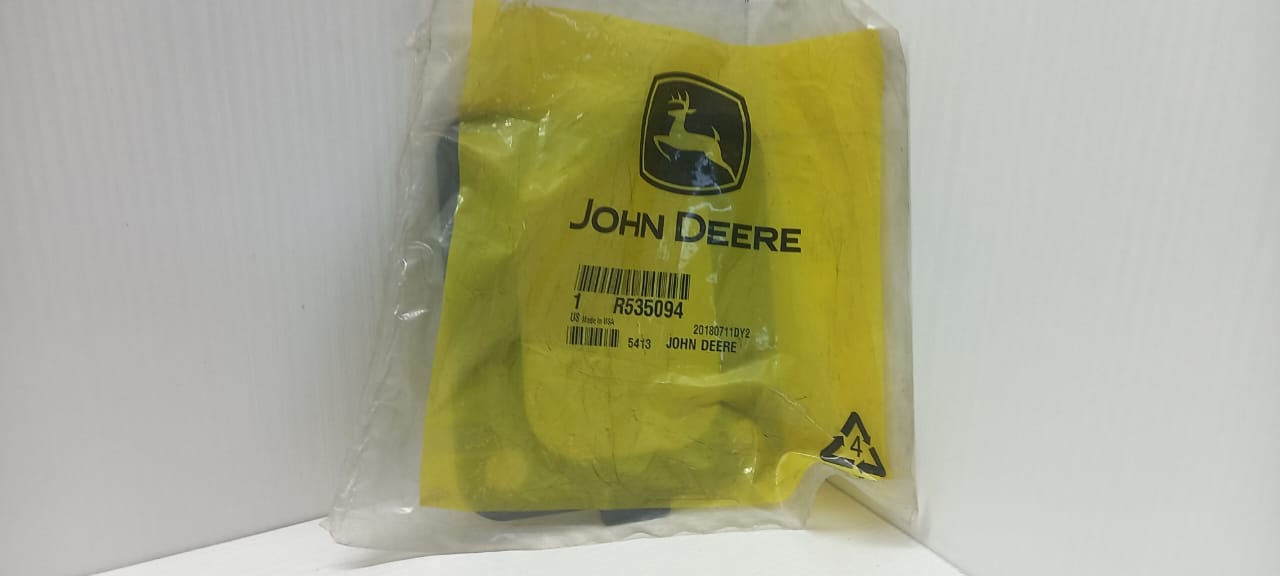 JOHN DEERE
1 R535094
US Made In USA
20180711DY2
5413 JOHN DEERE
4